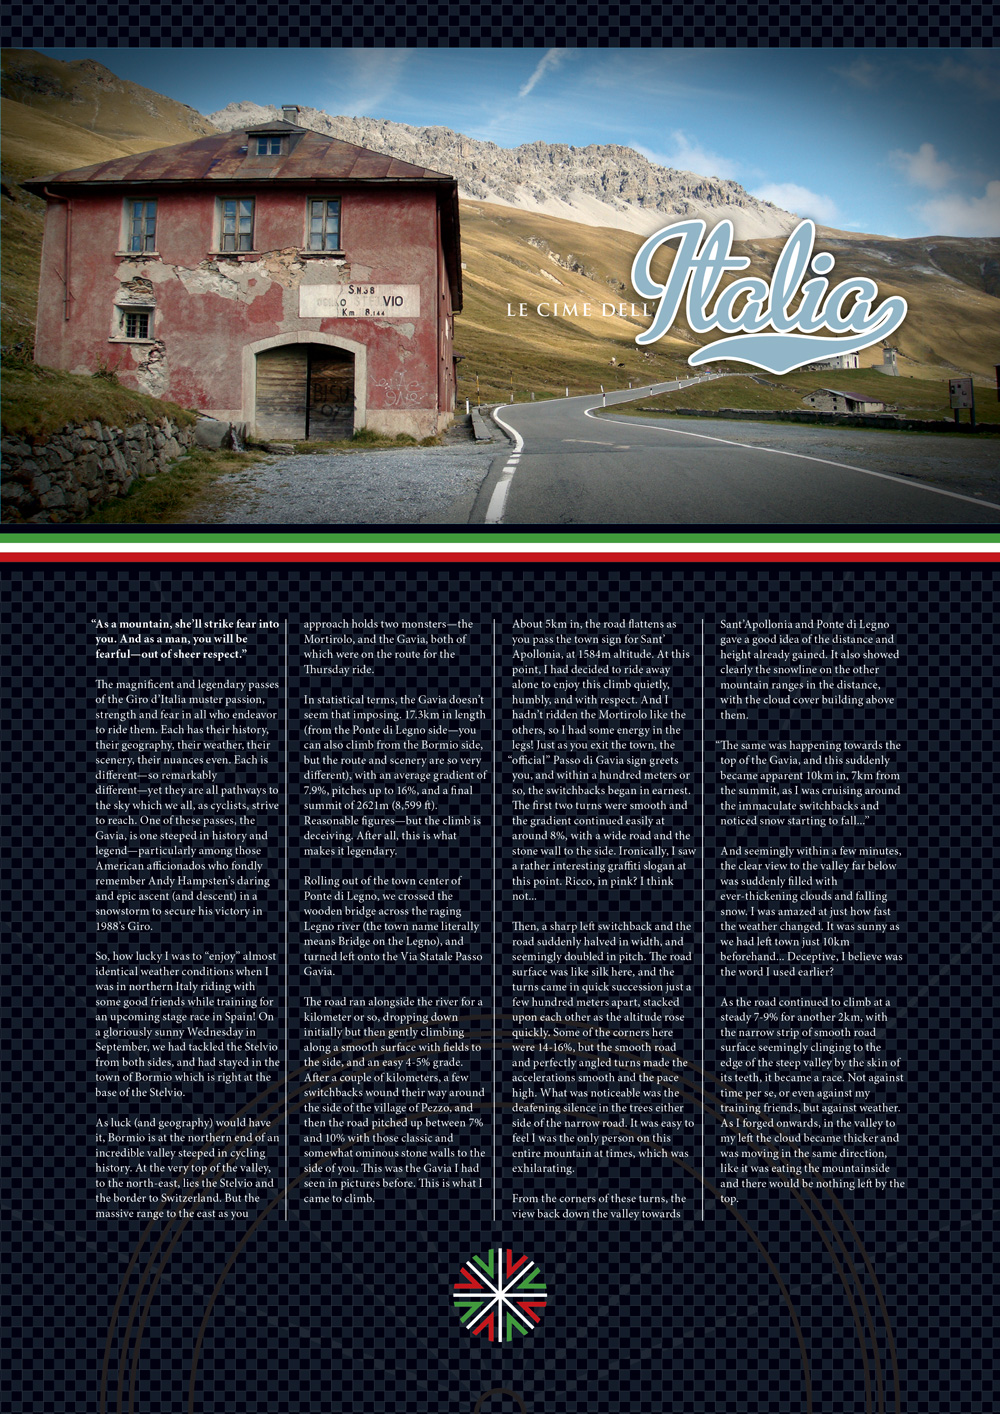 S.N.38
DELLO STELVIO
Km 8.144
LE CIME DELL'
Italia
“As a mountain, she’ll strike fear into
you. And as a man, you will be
fearful—out of sheer respect.”
The magnificent and legendary passes
of the Giro d’Italia muster passion,
strength and fear in all who endeavor
to ride them. Each has their history,
their geography, their weather, their
scenery, their nuances even. Each is
different—so remarkably
different—yet they are all pathways to
the sky which we all, as cyclists, strive
to reach. One of these passes, the
Gavia, is one steeped in history and
legend—particularly among those
American afficionados who fondly
remember Andy Hampsten’s daring
and epic ascent (and descent) in a
snowstorm to secure his victory in
1988’s Giro.
So, how lucky I was to “enjoy” almost
identical weather conditions when I
was in northern Italy riding with
some good friends while training for
an upcoming stage race in Spain! On
a gloriously sunny Wednesday in
September, we had tackled the Stelvio
from both sides, and had stayed in the
town of Bormio which is right at the
base of the Stelvio.
As luck (and geography) would have
it, Bormio is at the northern end of an
incredible valley steeped in cycling
history. At the very top of the valley,
to the north-east, lies the Stelvio and
the border to Switzerland. But the
massive range to the east as you
approach holds two monsters—the
Mortirolo, and the Gavia, both of
which were on the route for the
Thursday ride.
In statistical terms, the Gavia doesn’t
seem that imposing. 17.3km in length
(from the Ponte di Legno side—you
can also climb from the Bormio side,
but the route and scenery are so very
different), with an average gradient of
7.9%, pitches up to 16%, and a final
summit of 2621m (8,599 ft).
Reasonable figures—but the climb is
deceiving. After all, this is what
makes it legendary.
Rolling out of the town center of
Ponte di Legno, we crossed the
wooden bridge across the raging
Legno river (the town name literally
means Bridge on the Legno), and
turned left onto the Via Statale Passo
Gavia.
The road ran alongside the river for a
kilometer or so, dropping down
initially but then gently climbing
along a smooth surface with fields to
the side, and an easy 4-5% grade.
After a couple of kilometers, a few
switchbacks wound their way around
the side of the village of Pezzo, and
then the road pitched up between 7%
and 10% with those classic and
somewhat ominous stone walls to the
side of you. This was the Gavia I had
seen in pictures before. This is what I
came to climb.
About 5km in, the road flattens as
you pass the town sign for Sant’
Apollonia, at 1584m altitude. At this
point, I had decided to ride away
alone to enjoy this climb quietly,
humbly, and with respect. And I
hadn’t ridden the Mortirolo like the
others, so I had some energy in the
legs! Just as you exit the town, the
“official” Passo di Gavia sign greets
you, and within a hundred meters or
so, the switchbacks began in earnest.
The first two turns were smooth and
the gradient continued easily at
around 8%, with a wide road and the
stone wall to the side. Ironically, I saw
a rather interesting graffiti slogan at
this point. Ricco, in pink? I think
not...
Then, a sharp left switchback and the
road suddenly halved in width, and
seemingly doubled in pitch. The road
surface was like silk here, and the
turns came in quick succession just a
few hundred meters apart, stacked
upon each other as the altitude rose
quickly. Some of the corners here
were 14-16%, but the smooth road
and perfectly angled turns made the
accelerations smooth and the pace
high. What was noticeable was the
deafening silence in the trees either
side of the narrow road. It was easy to
feel I was the only person on this
entire mountain at times, which was
exhilarating.
From the corners of these turns, the
view back down the valley towards
Sant’Apollonia and Ponte di Legno
gave a good idea of the distance and
height already gained. It also showed
clearly the snowline on the other
mountain ranges in the distance,
with the cloud cover building above
them.
“The same was happening towards the
top of the Gavia, and this suddenly
became apparent 10km in, 7km from
the summit, as I was cruising around
the immaculate switchbacks and
noticed snow starting to fall...”
And seemingly within a few minutes,
the clear view to the valley far below
was suddenly filled with
ever-thickening clouds and falling
snow. I was amazed at just how fast
the weather changed. It was sunny as
we had left town just 10km
beforehand... Deceptive, I believe was
the word I used earlier?
As the road continued to climb at a
steady 7-9% for another 2km, with
the narrow strip of smooth road
surface seemingly clinging to the
edge of the steep valley by the skin of
its teeth, it became a race. Not against
time per se, or even against my
training friends, but against weather.
As I forged onwards, in the valley to
my left the cloud became thicker and
was moving in the same direction,
like it was eating the mountainside
and there would be nothing left by the
top.